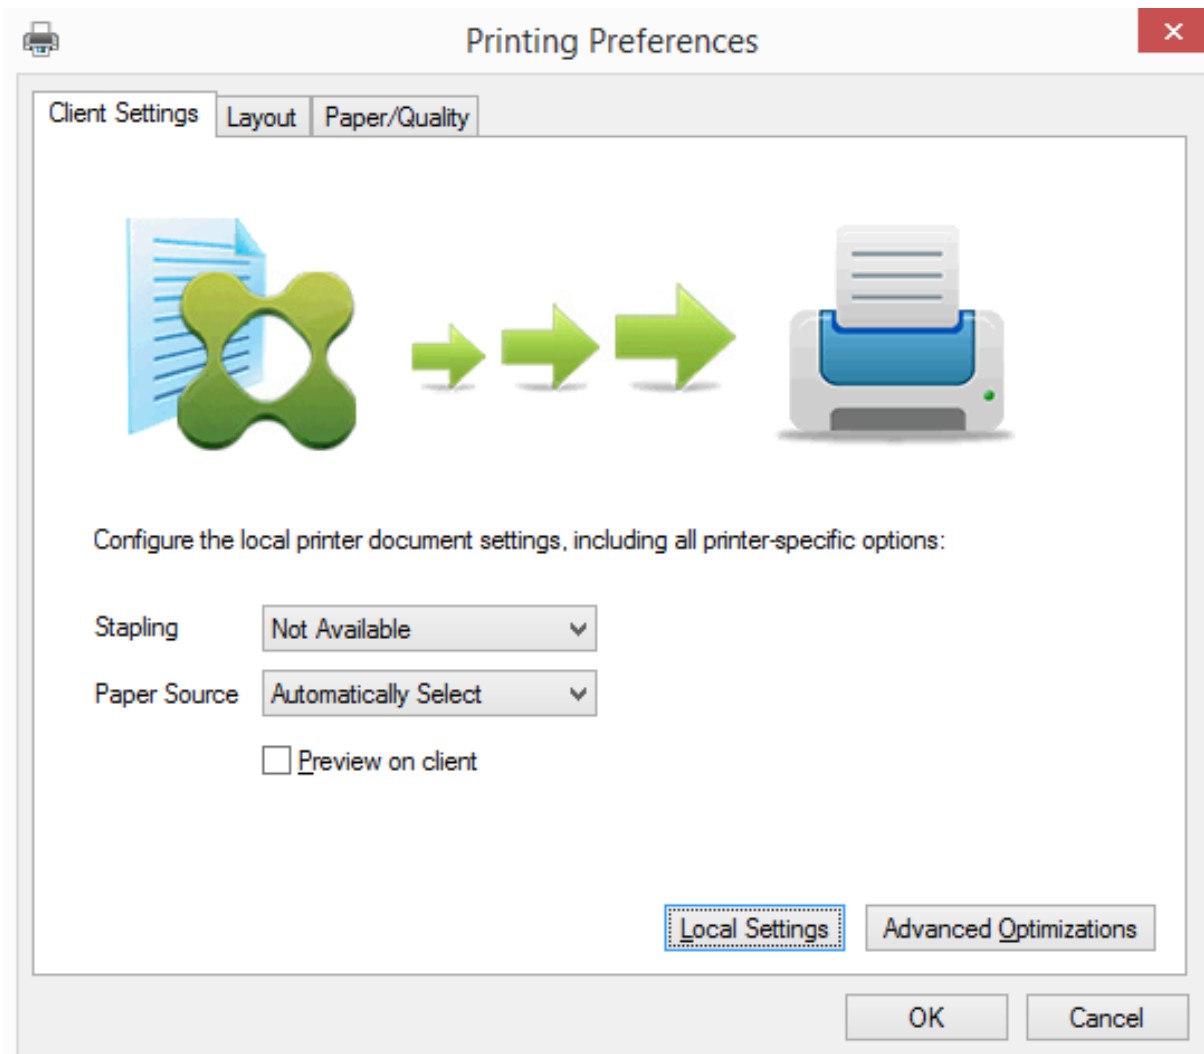 Printing Preferences
Client Settings
Layout
Paper/Quality
Configure the local printer document settings, including all printer-specific options:
Stapling Not Available
Paper Source Automatically Select
Preview on client
Local Settings Advanced Optimizations
OK Cancel